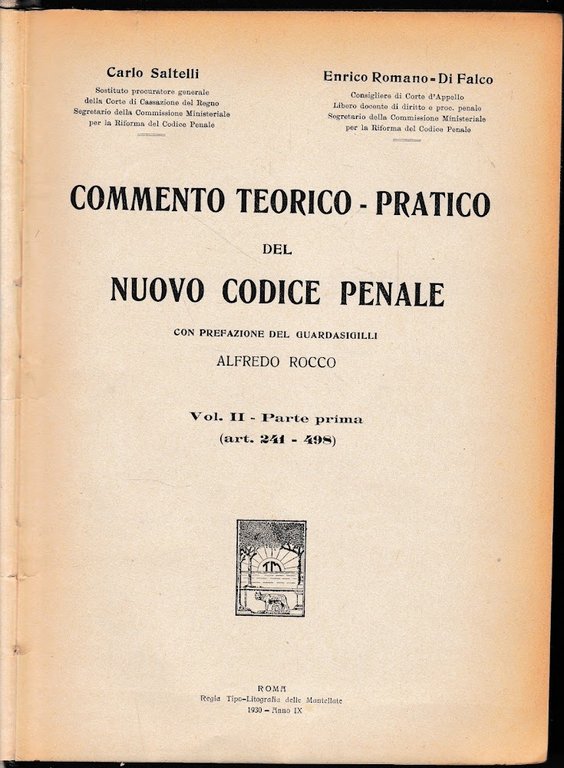 Carlo Saltelli
Sostituto procuratore generale
della Corte di Cassazione del Regno
Segretario della Commissione Ministeriale
per la Riforma del Codice Penale
Enrico Romano-Di Falco
Consigliere di Corte d'Appello
Libero docente di diritto e proc. penale
Segretario della Commissione Ministeriale
per la Riforma del Codice Penale
COMMENTO TEORICO - PRATICO
DEL
NUOVO CODICE PENALE
CON PREFAZIONE DEL GUARDASIGILLI
ALFREDO ROCCO
Vol. II - Parte prima
(art. 241 - 498)
TM
ROMA
Regia Tipo-Litografia delle Mantellate
1930 - Anno IX